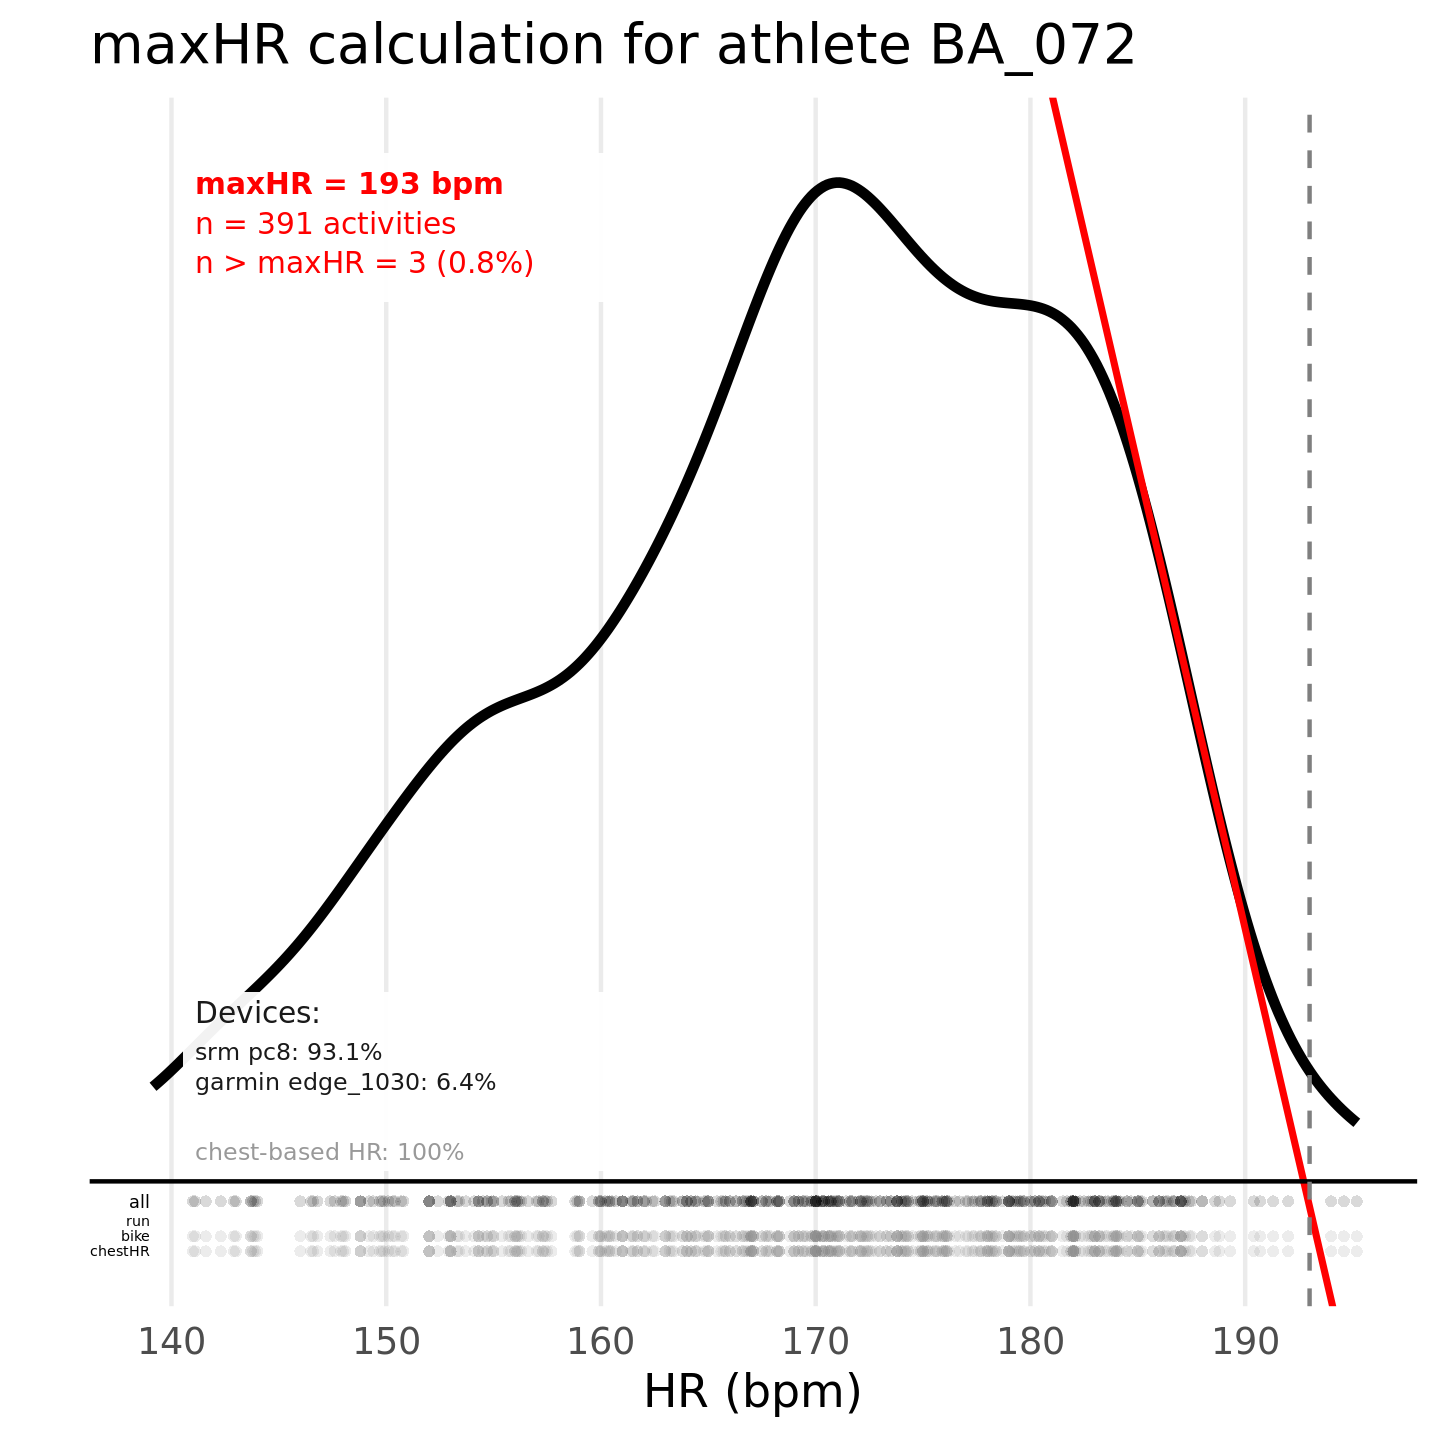 maxHR calculation for athlete BA_072
maxHR = 193 bpm
n = 391 activities
n > maxHR = 3 (0.8%)
Devices:
srm pc8: 93.1%
garmin edge_1030: 6.4%
chest-based HR: 100%
all
run
bike
chestHR
140 150 160 170 180 190
HR (bpm)